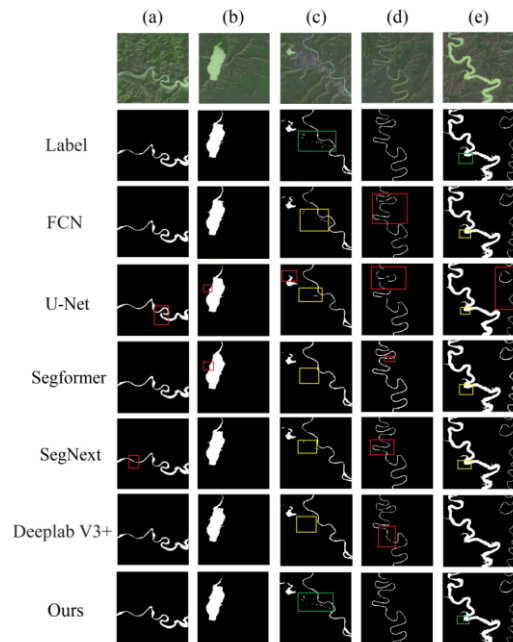 (a) (b) (c) (d) (e)
Label
FCN
U-Net
Segformer
SegNext
Deeplab V3+
Ours